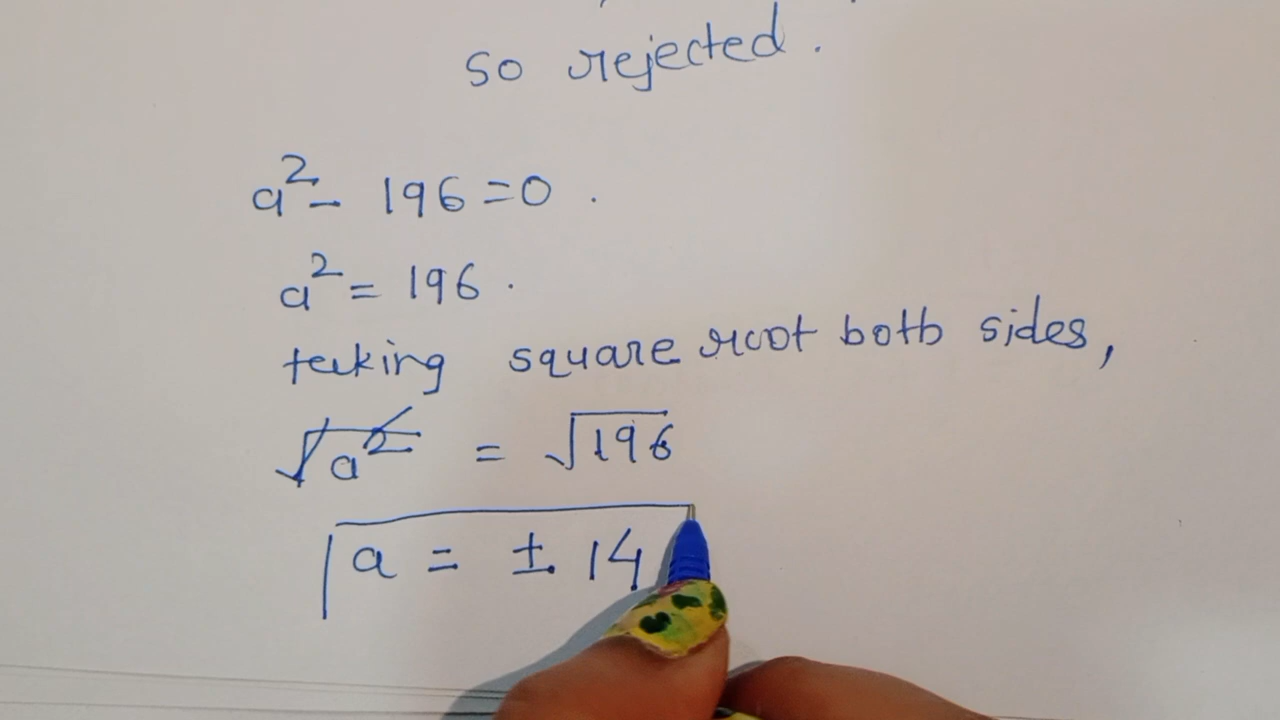 so rejected.
a² - 196 = 0.
a² = 196.
taking square root both sides,
√a² = √196
a = ± 14